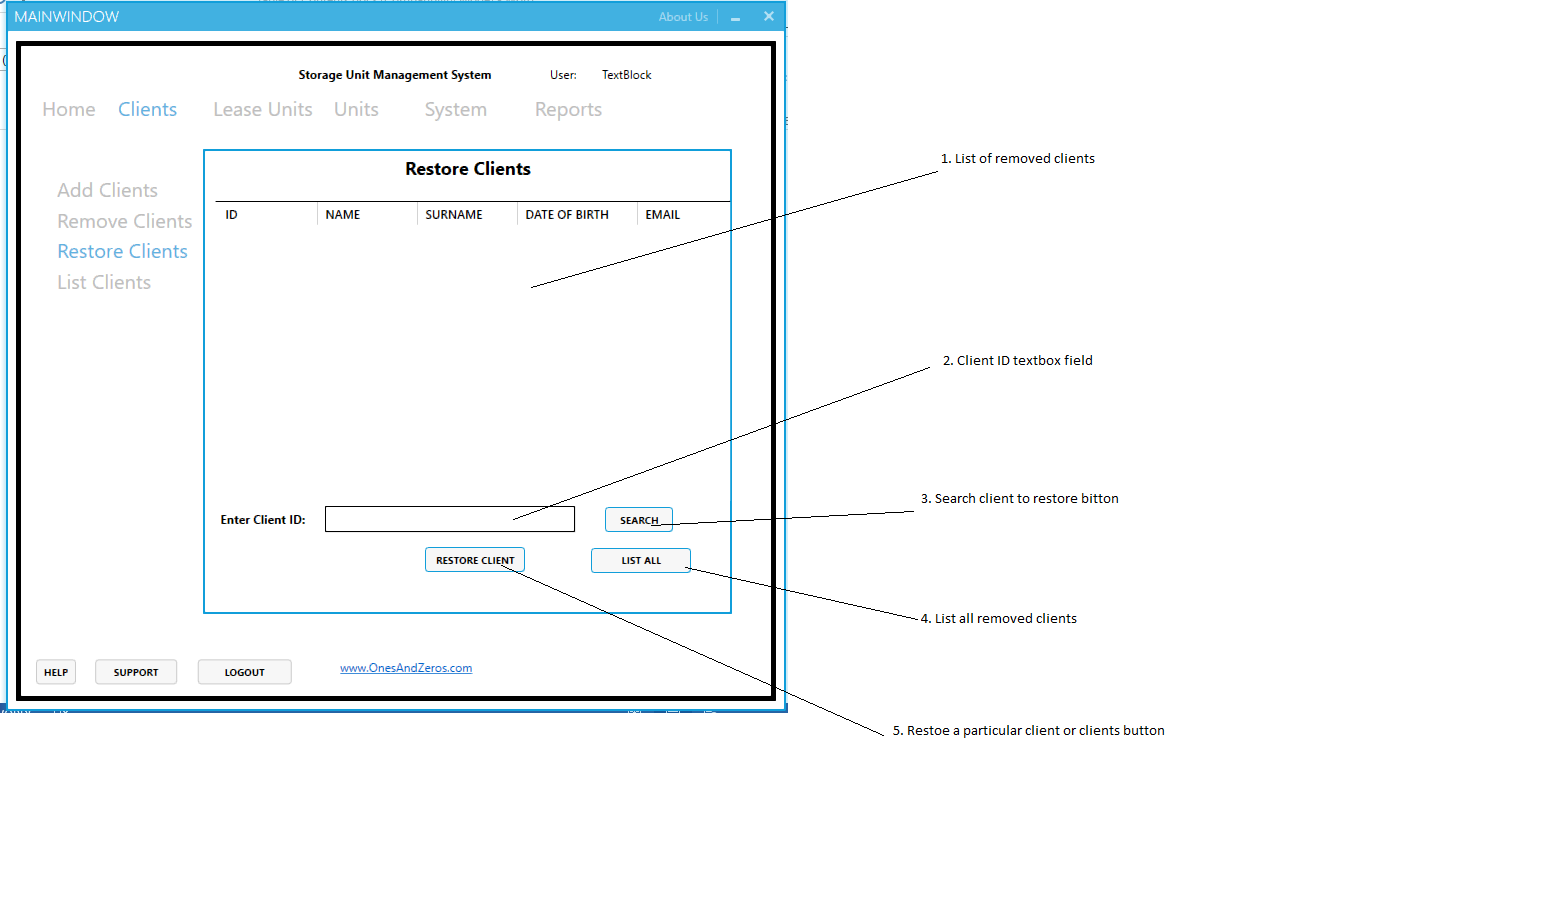 MAINWINDOW
About Us
Storage Unit Management System
User: TextBlock
Home Clients Lease Units Units System Reports
Add Clients
Remove Clients
Restore Clients
List Clients
Restore Clients
ID NAME SURNAME DATE OF BIRTH EMAIL
Enter Client ID:
SEARCH
RESTORE CLIENT LIST ALL
HELP SUPPORT LOGOUT www.OnesAndZeros.com
1. List of removed clients
2. Client ID textbox field
3. Search client to restore bitton
4. List all removed clients
5. Restoe a particular client or clients button